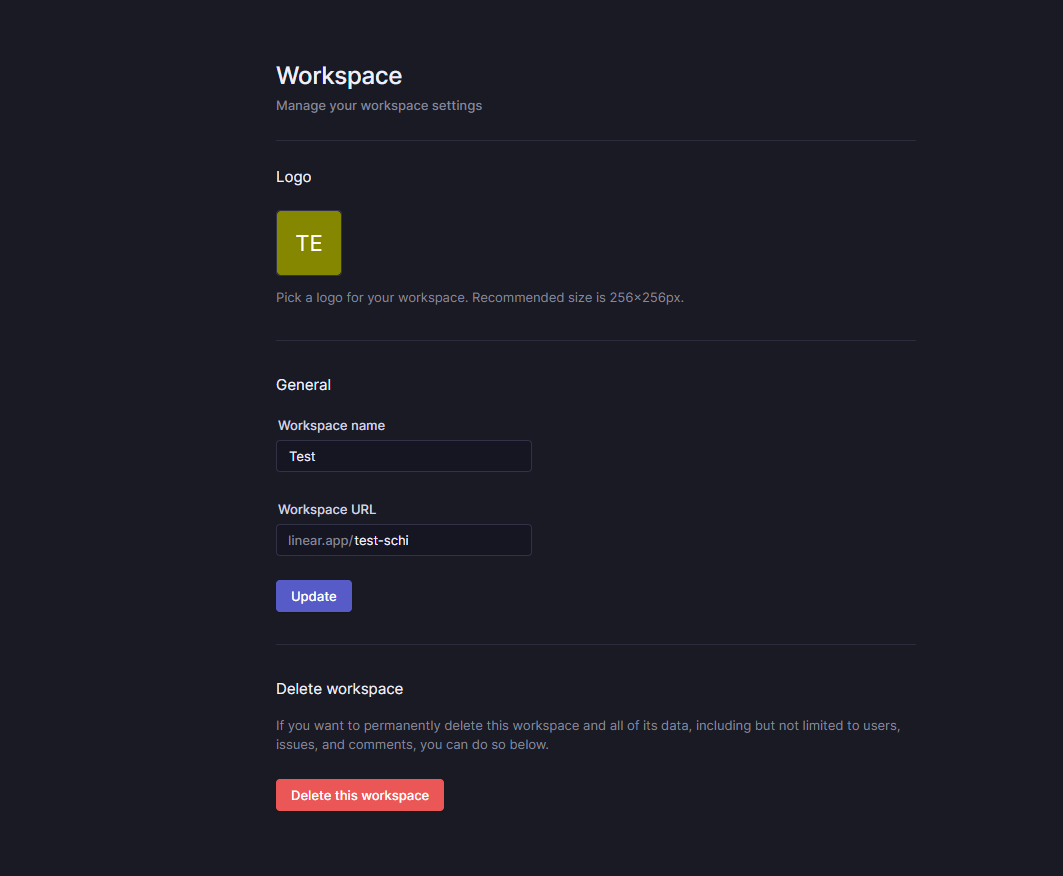 Workspace
Manage your workspace settings
Logo
TE
Pick a logo for your workspace. Recommended size is 256×256px.
General
Workspace name
Test
Workspace URL
linear.app/test-schi
Update
Delete workspace
If you want to permanently delete this workspace and all of its data, including but not limited to users,
issues, and comments, you can do so below.
Delete this workspace